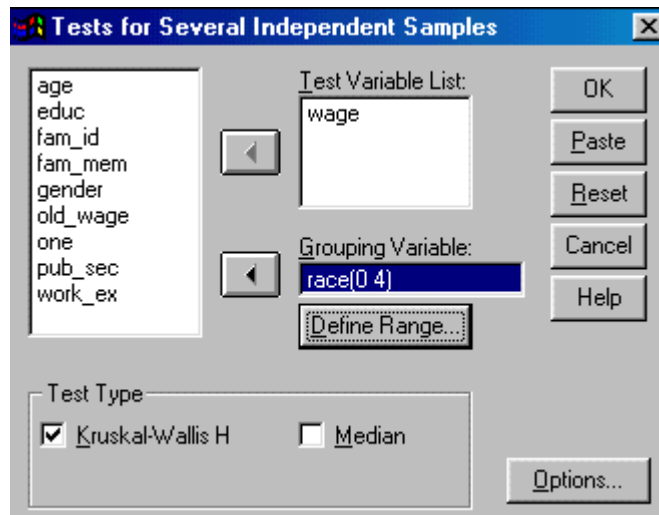 Tests for Several Independent Samples
age
educ
fam_id
fam_mem
gender
old_wage
one
pub_sec
work_ex
Test Variable List:
wage
Grouping Variable:
race(0 4)
Define Range...
OK
Paste
Reset
Cancel
Help
Test Type
Kruskal-Wallis H
Median
Options...